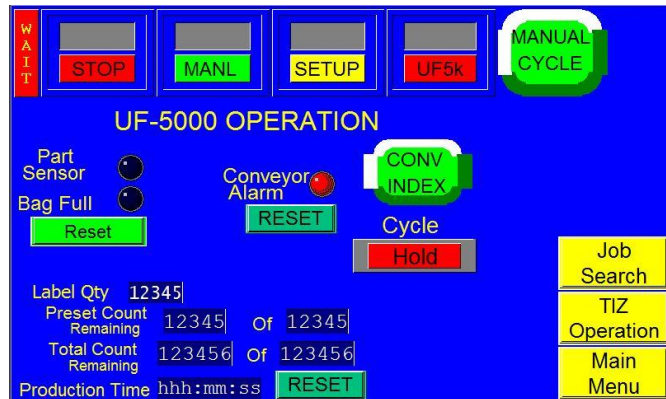 WAIT
STOP
MANL
SETUP
UF5k
MANUAL
CYCLE
UF-5000 OPERATION
Part
Sensor
Bag Full
Reset
Conveyor
Alarm
RESET
CONV
INDEX
Cycle
Hold
Label Qty 12345
Preset Count
Remaining
12345 Of 12345
Total Count
Remaining
123456 Of 123456
Production Time hhh:mm:ss RESET
Job
Search
TIZ
Operation
Main
Menu